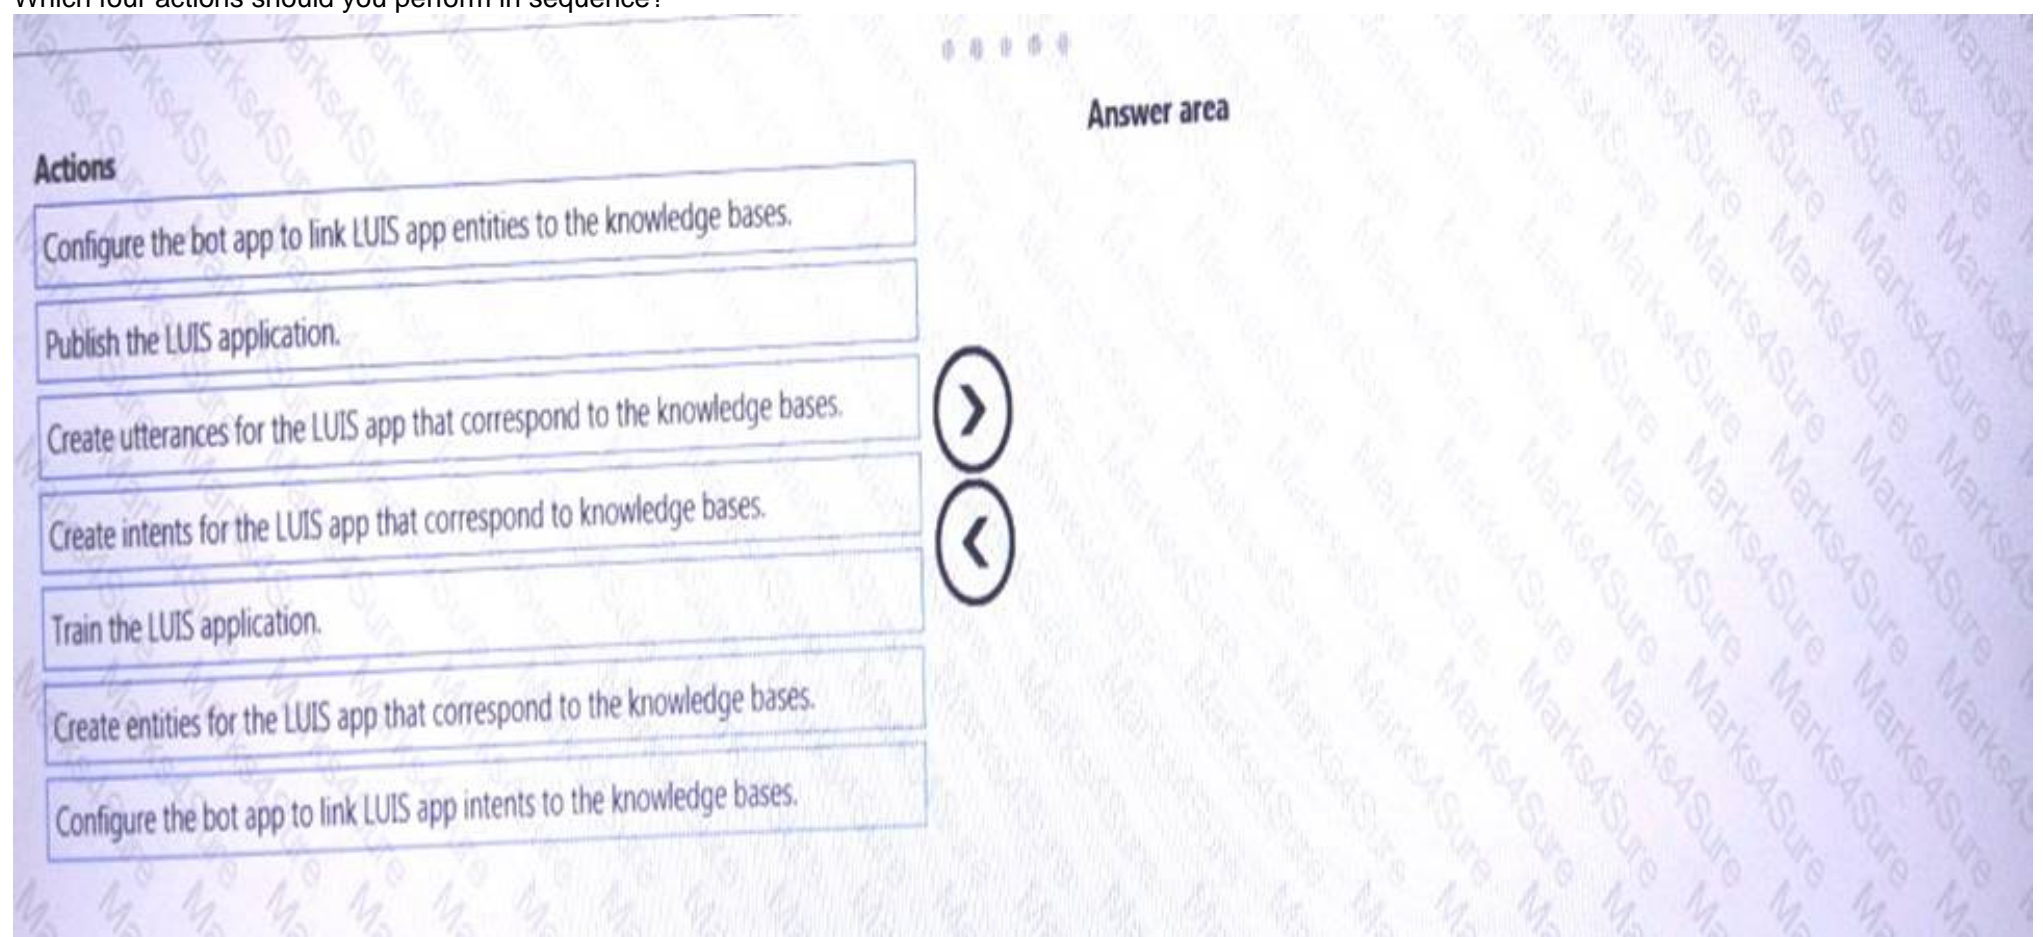 Which four actions should you perform in sequence?
Answer area
Actions
Configure the bot app to link LUIS app entities to the knowledge bases.
Publish the LUIS application.
Create utterances for the LUIS app that correspond to the knowledge bases.
Create intents for the LUIS app that correspond to knowledge bases.
Train the LUIS application.
Create entities for the LUIS app that correspond to the knowledge bases.
Configure the bot app to link LUIS app intents to the knowledge bases.
Marks4Sure